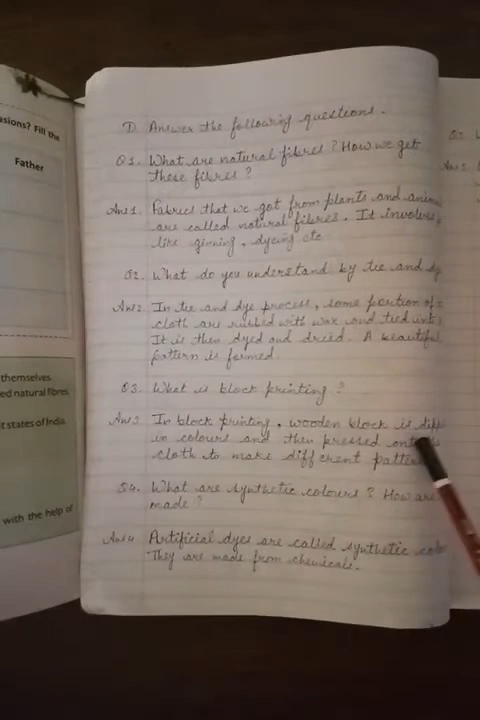 asions? Fill the
Father
themselves.
ed natural fibres.
t states of India.
with the help of
D. Answer the following questions.
Q1. What are natural fibres? How we get
these fibres?
Ans1. Fabrics that we got from plants and
are called natural fibres. It involves
like ginning, dyeing etc
Q2. What do you understand by tie and
Ans2. In tie and dye process, some portion of
cloth are rubbed with wax and tied
It is then dyed and dried. A beautiful
pattern is formed.
Q3. What is block printing?
Ans3 In block printing, wooden block is
in colours and then pressed
cloth to make different
Q4. What are synthetic colours? How are
made?
Ans4 Artificial dyes are called synthetic
They are made from chemicals.
Q5.